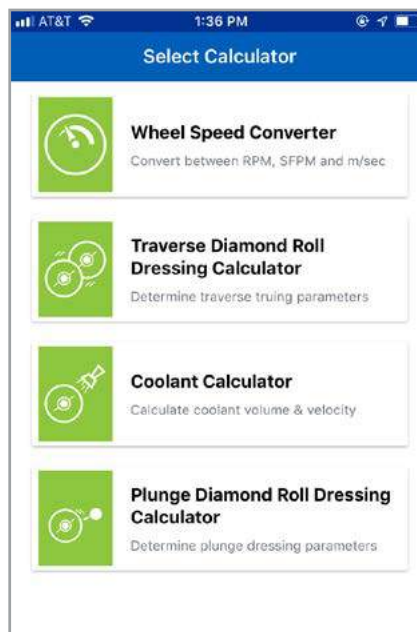 AT&T 1:36 PM
Select Calculator
Wheel Speed Converter
Convert between RPM, SFPM and m/sec
Traverse Diamond Roll
Dressing Calculator
Determine traverse truing parameters
Coolant Calculator
Calculate coolant volume & velocity
Plunge Diamond Roll Dressing
Calculator
Determine plunge dressing parameters